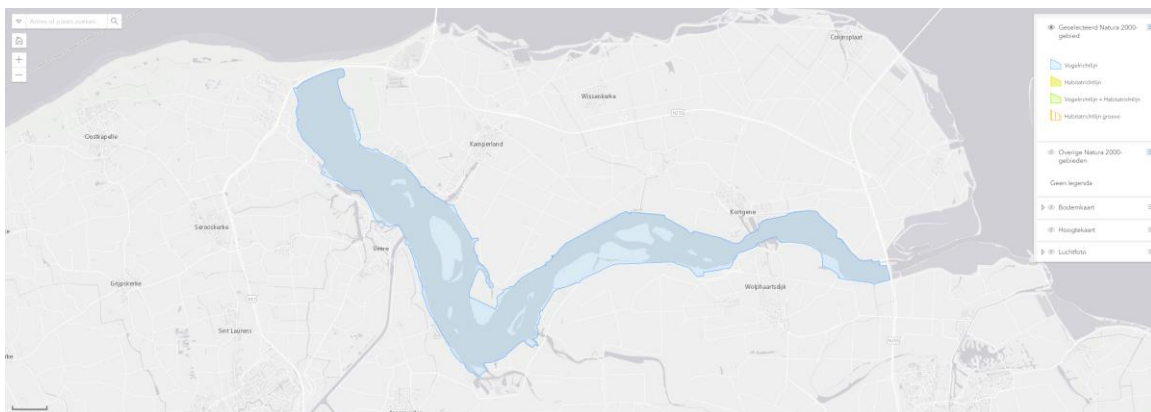 Adres of plaats zoeken
Geselecteerd Natura 2000-
gebied
Vogelrichtlijn
Habitatrichtlijn
Vogelrichtlijn + Habitatrichtlijn
Habitatrichtlijn groeve
Overige Natura 2000-
gebieden
Geen legenda
Bodemkaart
Hoogtekaart
Luchtfoto
Colijnsplaat
Wissenkerke
Oostkapelle
Kamperland
Kortgene
Serooskerke
Veere
Grijpskerke
Wolphaartsdijk
Sint Laurens